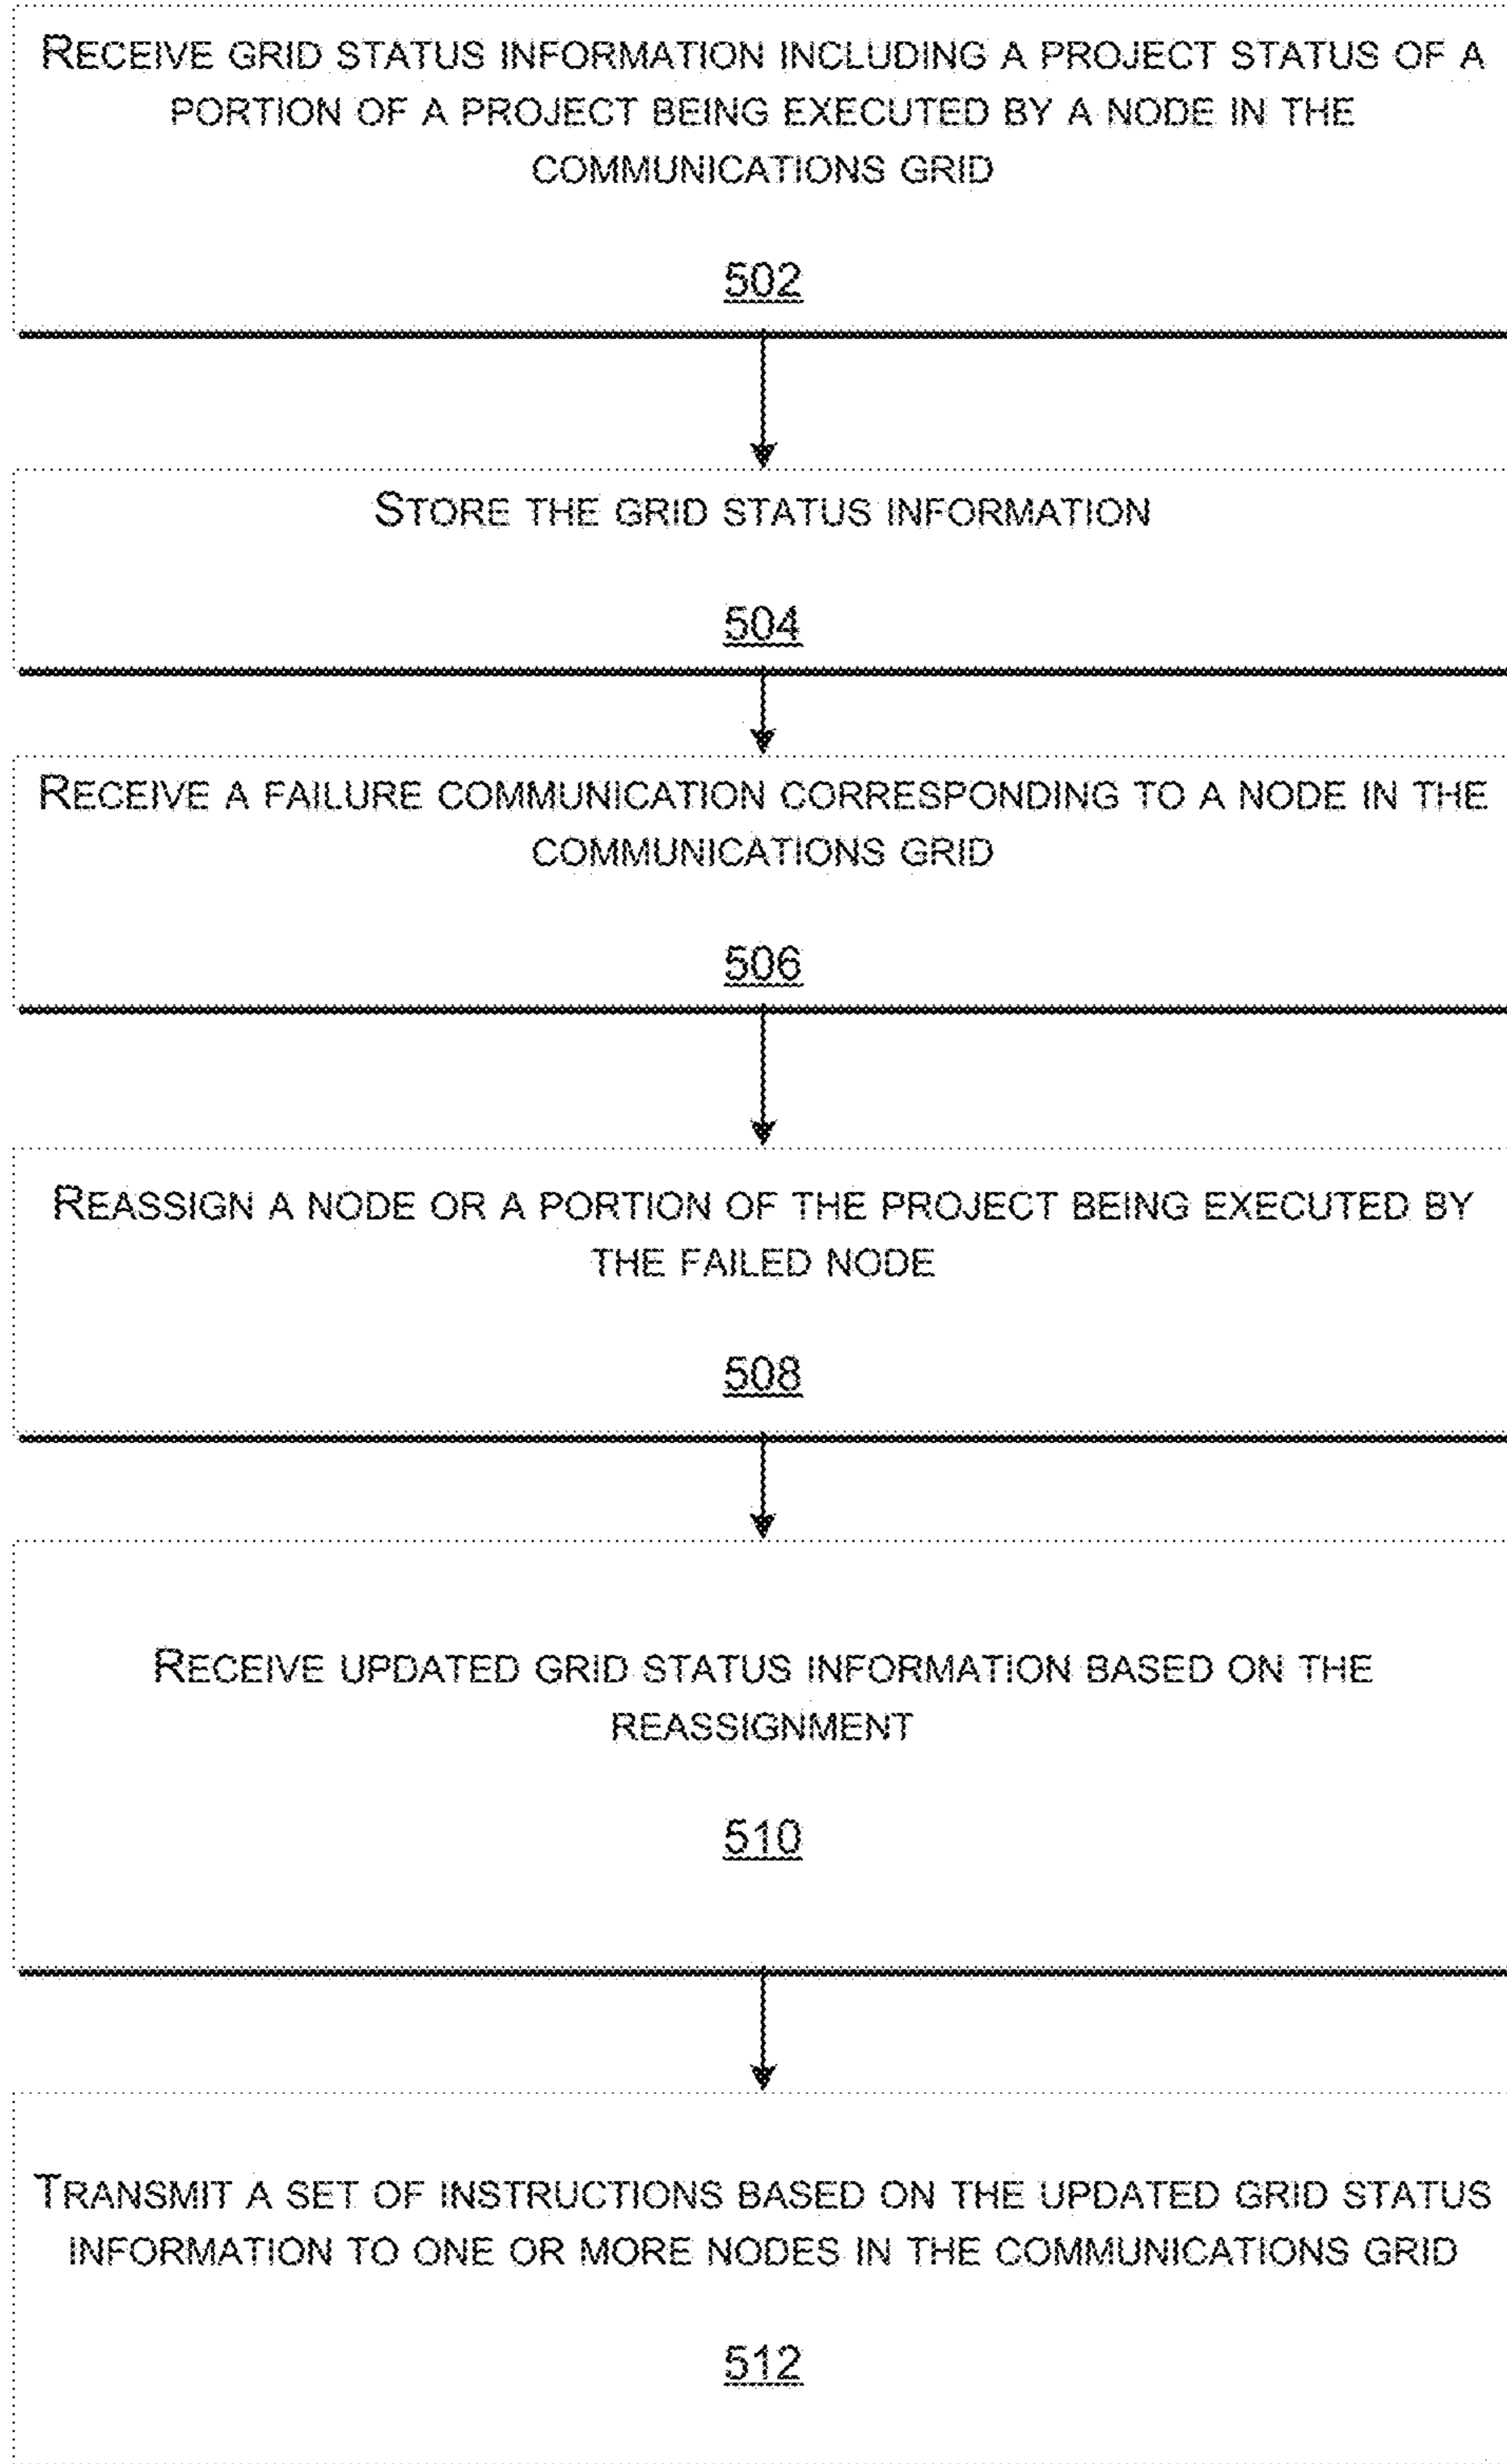 RECEIVE GRID STATUS INFORMATION INCLUDING A PROJECT STATUS OF A
PORTION OF A PROJECT BEING EXECUTED BY A NODE IN THE
COMMUNICATIONS GRID
502
STORE THE GRID STATUS INFORMATION
504
RECEIVE A FAILURE COMMUNICATION CORRESPONDING TO A NODE IN THE
COMMUNICATIONS GRID
506
REASSIGN A NODE OR A PORTION OF THE PROJECT BEING EXECUTED BY
THE FAILED NODE
508
RECEIVE UPDATED GRID STATUS INFORMATION BASED ON THE
REASSIGNMENT
510
TRANSMIT A SET OF INSTRUCTIONS BASED ON THE UPDATED GRID STATUS
INFORMATION TO ONE OR MORE NODES IN THE COMMUNICATIONS GRID
512